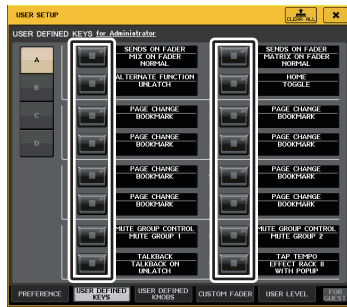 USER SETUP
CLEAR ALL
USER DEFINED KEYS for Administrator
A
B
C
D
SENDS ON FADER
MIX ON FADER
NORMAL
SENDS ON FADER
MATRIX ON FADER
NORMAL
ALTERNATE FUNCTION
UNLATCH
HOME
TOGGLE
PAGE CHANGE
BOOKMARK
PAGE CHANGE
BOOKMARK
PAGE CHANGE
BOOKMARK
PAGE CHANGE
BOOKMARK
PAGE CHANGE
BOOKMARK
PAGE CHANGE
BOOKMARK
PAGE CHANGE
BOOKMARK
PAGE CHANGE
BOOKMARK
MUTE GROUP CONTROL
MUTE GROUP 1
MUTE GROUP CONTROL
MUTE GROUP 2
TALKBACK
TALKBACK ON
UNLATCH
TAP TEMPO
EFFECT RACK 8
WITH POPUP
PREFERENCE
USER DEFINED
KEYS
USER DEFINED
KNOBS
CUSTOM FADER
USER LEVEL
FOR
GUEST